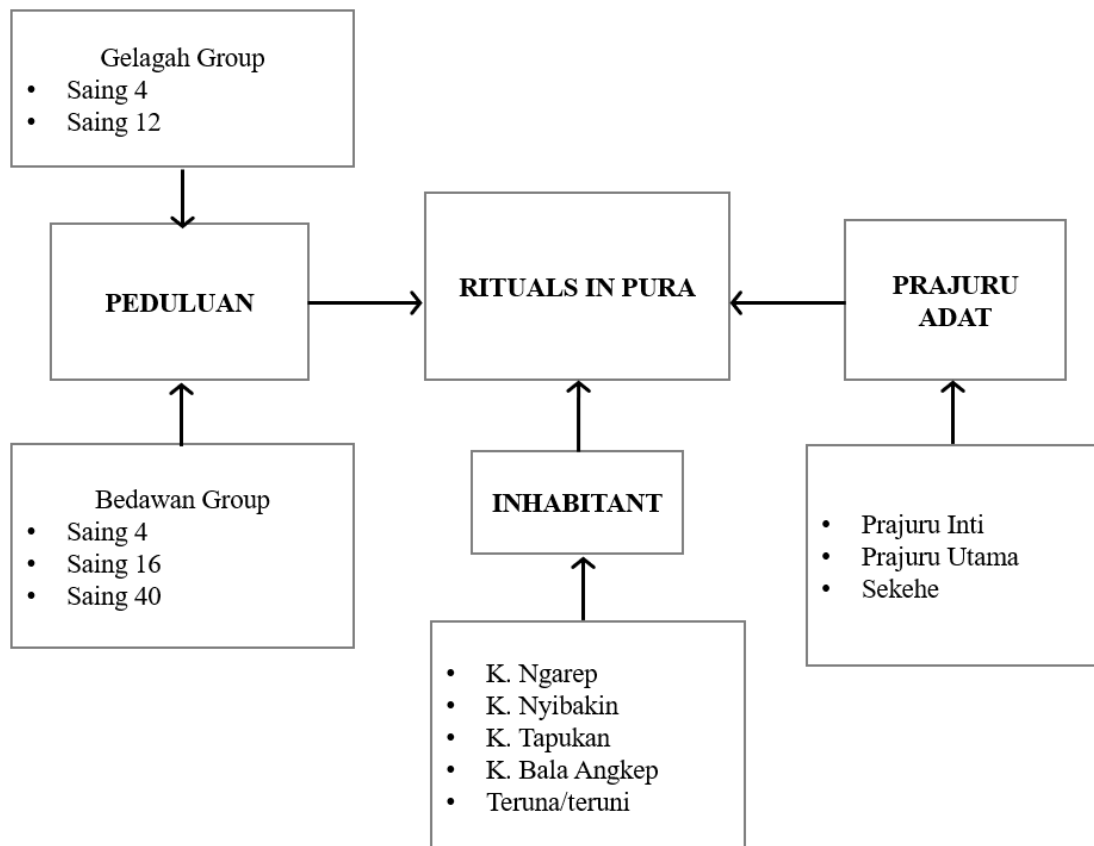 Gelagah Group
• Saing 4
• Saing 12
PEDULUAN
RITUALS IN PURA
PRAJURU
ADAT
Bedawan Group
• Saing 4
• Saing 16
• Saing 40
INHABITANT
• Prajuru Inti
• Prajuru Utama
• Sekehe
• K. Ngarep
• K. Nyibakin
• K. Tapukan
• K. Bala Angkep
• Teruna/teruni